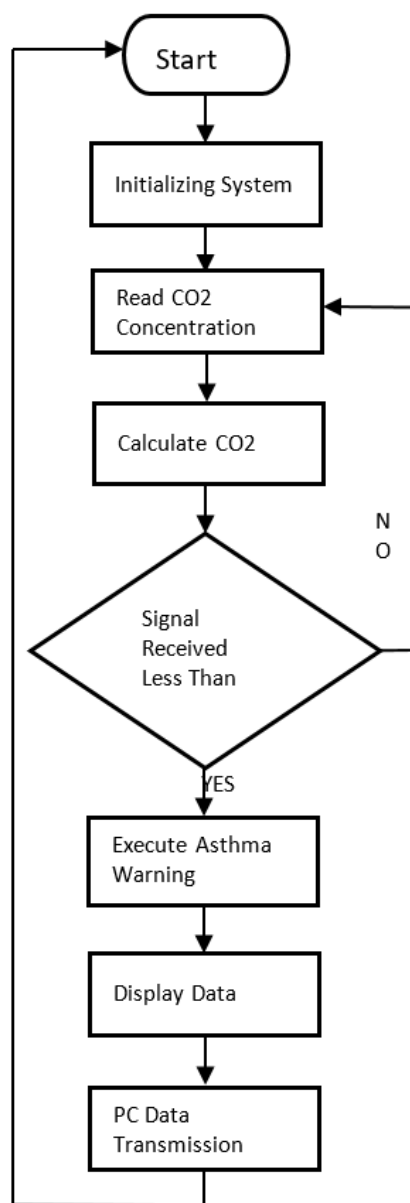 Start
Initializing System
Read CO2
Concentration
Calculate CO2
N
O
Signal
Received
Less Than
YES
Execute Asthma
Warning
Display Data
PC Data
Transmission